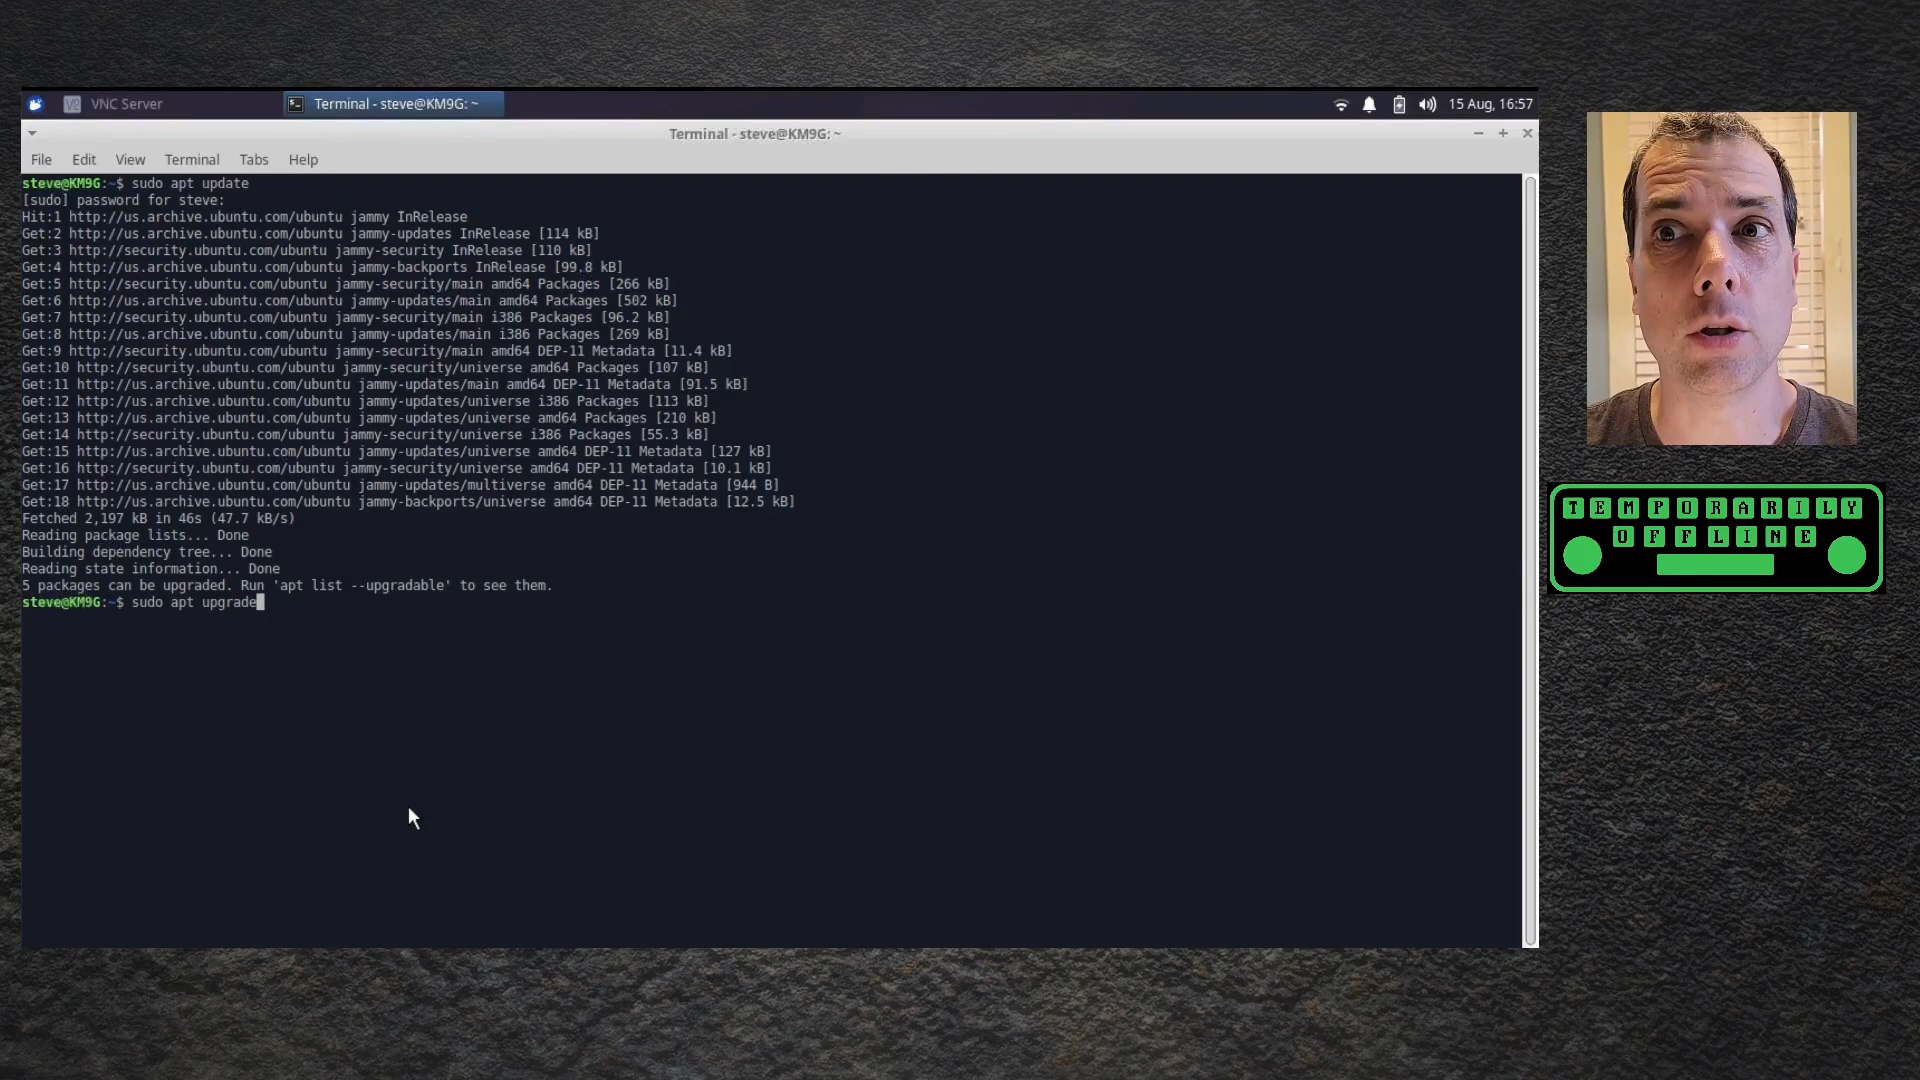 VNC Server
Terminal - steve@KM9G: ~
15 Aug, 16:57
Terminal - steve@KM9G: ~
File Edit View Terminal Tabs Help
steve@KM9G:~$ sudo apt update
[sudo] password for steve:
Hit:1 http://us.archive.ubuntu.com/ubuntu jammy InRelease
Get:2 http://us.archive.ubuntu.com/ubuntu jammy-updates InRelease [114 kB]
Get:3 http://security.ubuntu.com/ubuntu jammy-security InRelease [110 kB]
Get:4 http://us.archive.ubuntu.com/ubuntu jammy-backports InRelease [99.8 kB]
Get:5 http://security.ubuntu.com/ubuntu jammy-security/main amd64 Packages [266 kB]
Get:6 http://us.archive.ubuntu.com/ubuntu jammy-updates/main amd64 Packages [502 kB]
Get:7 http://security.ubuntu.com/ubuntu jammy-security/main i386 Packages [96.2 kB]
Get:8 http://us.archive.ubuntu.com/ubuntu jammy-updates/main i386 Packages [269 kB]
Get:9 http://security.ubuntu.com/ubuntu jammy-security/main amd64 DEP-11 Metadata [11.4 kB]
Get:10 http://security.ubuntu.com/ubuntu jammy-security/universe amd64 Packages [107 kB]
Get:11 http://us.archive.ubuntu.com/ubuntu jammy-updates/main amd64 DEP-11 Metadata [91.5 kB]
Get:12 http://us.archive.ubuntu.com/ubuntu jammy-updates/universe i386 Packages [113 kB]
Get:13 http://us.archive.ubuntu.com/ubuntu jammy-updates/universe amd64 Packages [210 kB]
Get:14 http://security.ubuntu.com/ubuntu jammy-security/universe i386 Packages [55.3 kB]
Get:15 http://us.archive.ubuntu.com/ubuntu jammy-updates/universe amd64 DEP-11 Metadata [127 kB]
Get:16 http://security.ubuntu.com/ubuntu jammy-security/universe amd64 DEP-11 Metadata [10.1 kB]
Get:17 http://us.archive.ubuntu.com/ubuntu jammy-updates/multiverse amd64 DEP-11 Metadata [944 B]
Get:18 http://us.archive.ubuntu.com/ubuntu jammy-backports/universe amd64 DEP-11 Metadata [12.5 kB]
Fetched 2,197 kB in 46s (47.7 kB/s)
Reading package lists... Done
Building dependency tree... Done
Reading state information... Done
5 packages can be upgraded. Run 'apt list --upgradable' to see them.
steve@KM9G:~$ sudo apt upgrade
TEMPORARILY
OFFLINE